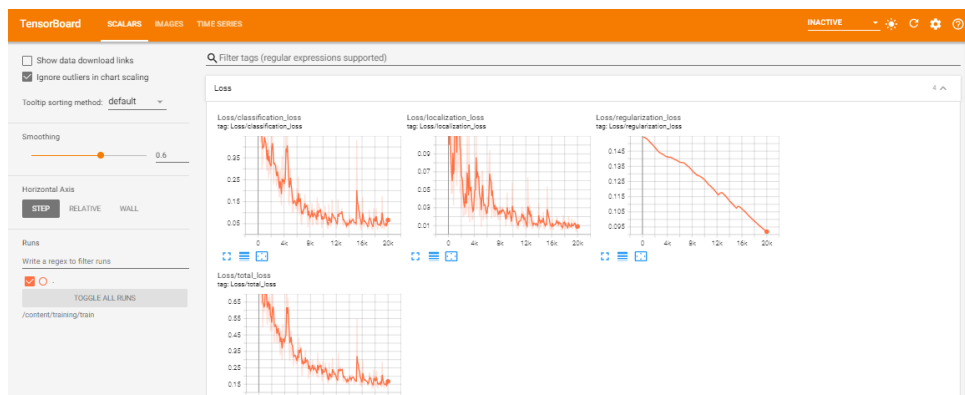 TensorBoard SCALARS IMAGES TIME SERIES INACTIVE
Show data download links
Ignore outliers in chart scaling
Tooltip sorting method: default
Smoothing
0.6
Horizontal Axis
STEP RELATIVE WALL
Runs
Write a regex to filter runs
.
TOGGLE ALL RUNS
/content/training/train
Filter tags (regular expressions supported)
Loss 4
Loss/classification_loss
tag: Loss/classification_loss
0.35
0.25
0.15
0.05
0 4k 8k 12k 16k 20k
Loss/localization_loss
tag: Loss/localization_loss
0.09
0.07
0.05
0.03
0.01
0 4k 8k 12k 16k 20k
Loss/regularization_loss
tag: Loss/regularization_loss
0.145
0.135
0.125
0.115
0.105
0.095
0 4k 8k 12k 16k 20k
Loss/total_loss
tag: Loss/total_loss
0.65
0.55
0.45
0.35
0.25
0.15